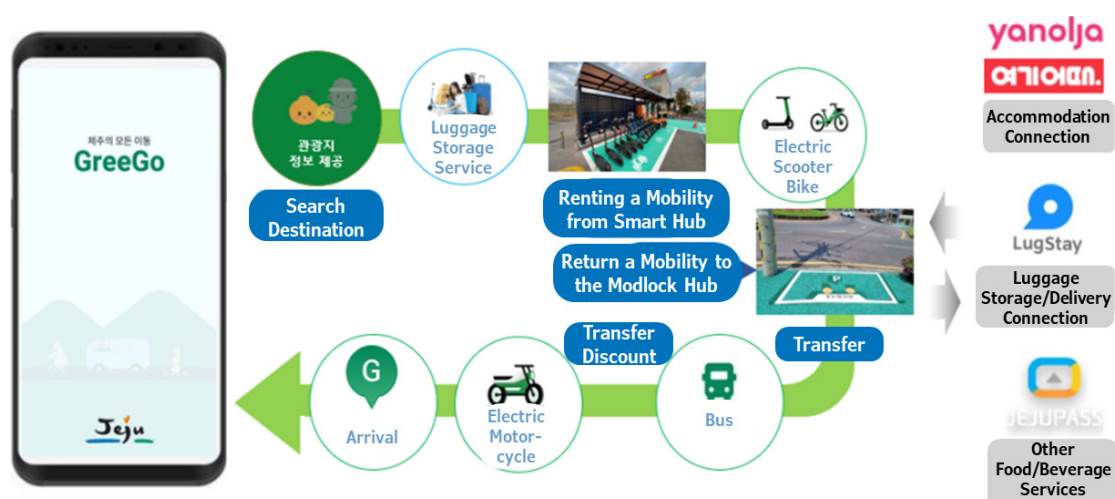 제주의 모든 이동
GreeGo
Jeju
관광지
정보 제공
Search
Destination
Luggage
Storage
Service
Renting a Mobility
from Smart Hub
Electric
Scooter
Bike
Return a Mobility to
the Modlock Hub
Transfer
Transfer
Discount
Bus
Electric
Motor-
cycle
G
Arrival
yanolja
여기어때.
Accommodation
Connection
LugStay
Luggage
Storage/Delivery
Connection
JEJUPASS
Other
Food/Beverage
Services